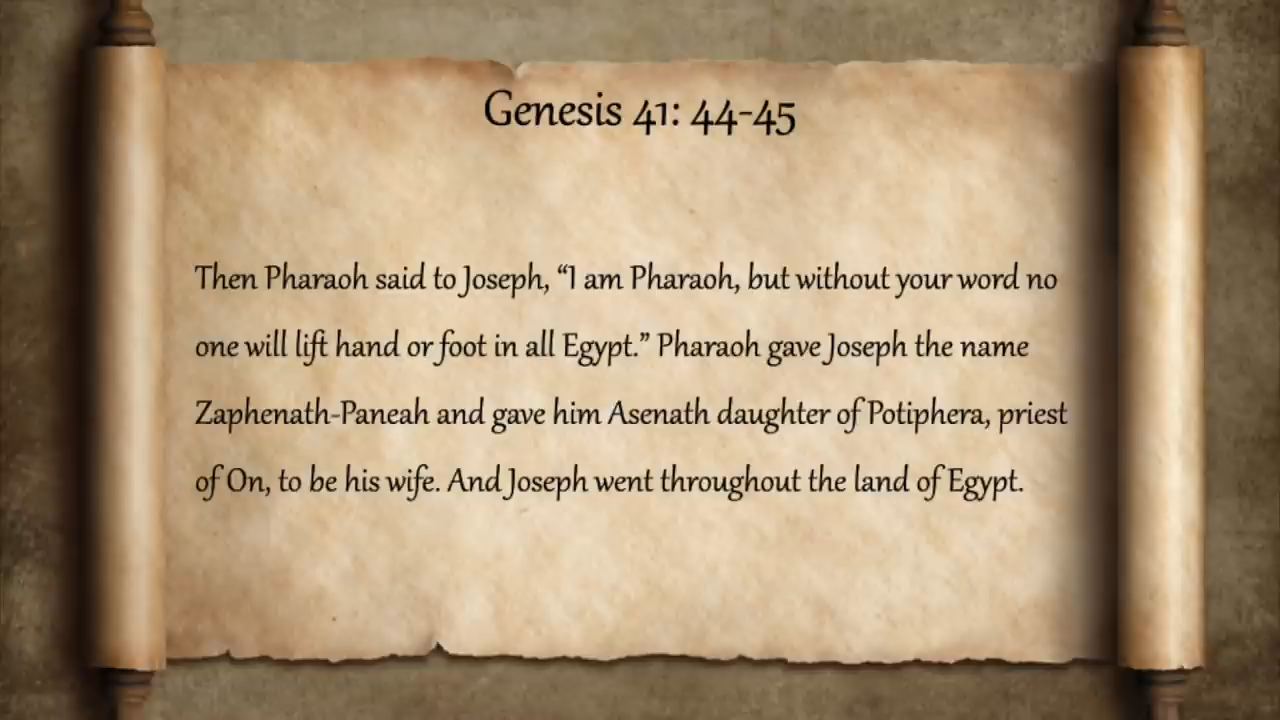 Genesis 41: 44-45
Then Pharaoh said to Joseph, “I am Pharaoh, but without your word no
one will lift hand or foot in all Egypt.” Pharaoh gave Joseph the name
Zaphenath-Paneah and gave him Asenath daughter of Potiphera, priest
of On, to be his wife. And Joseph went throughout the land of Egypt.